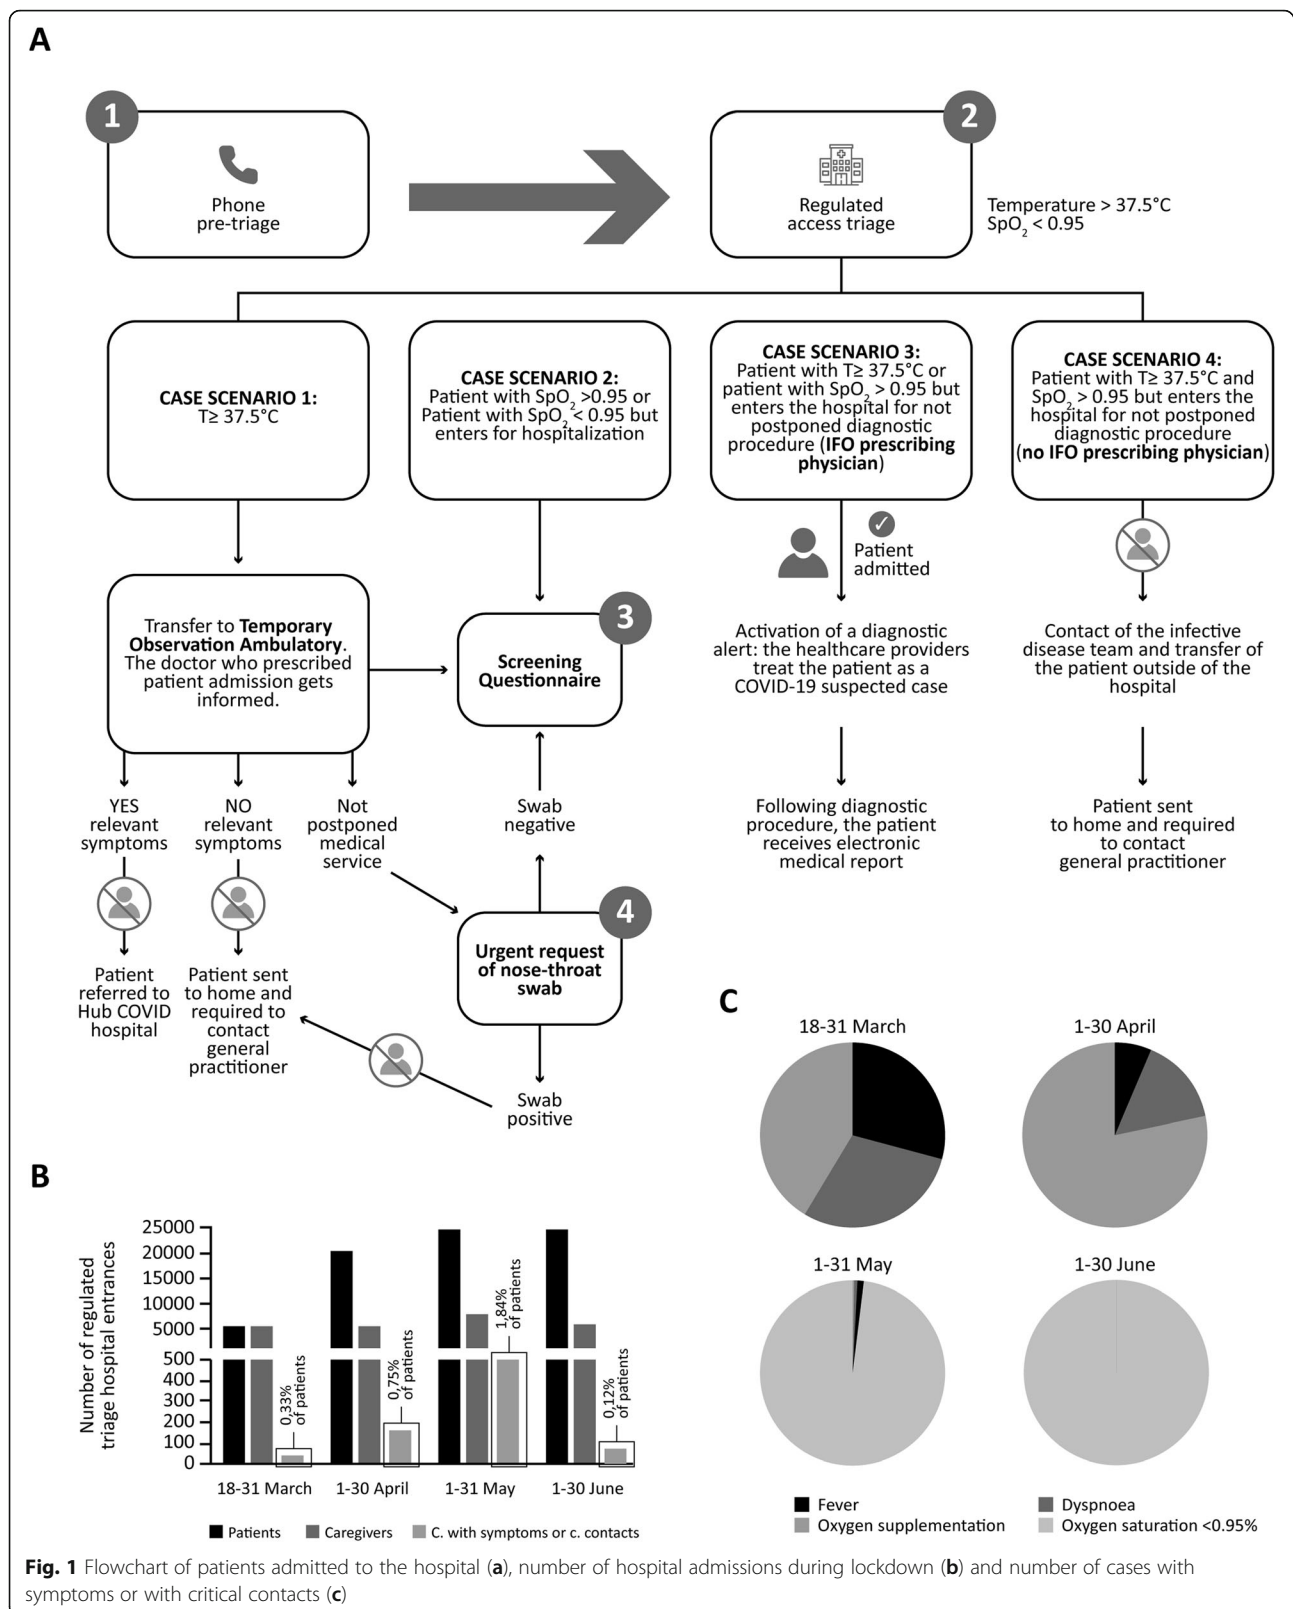 A
1
Phone
pre-triage
2
Regulated
access triage
Temperature > 37.5°C
SpO₂ < 0.95
CASE SCENARIO 1:
T≥ 37.5°C
CASE SCENARIO 2:
Patient with SpO₂ >0.95 or
Patient with SpO₂ < 0.95 but
enters for hospitalization
CASE SCENARIO 3:
Patient with T≥ 37.5°C or
patient with SpO₂ > 0.95 but
enters the hospital for not
postponed diagnostic
procedure (IFO prescribing
physician)
CASE SCENARIO 4:
Patient with T≥ 37.5°C and
SpO₂ > 0.95 but enters the
hospital for not postponed
diagnostic procedure
(no IFO prescribing physician)
✓
Patient
admitted
Transfer to Temporary
Observation Ambulatory.
The doctor who prescribed
patient admission gets
informed.
3
Screening
Questionnaire
Activation of a diagnostic
alert: the healthcare providers
treat the patient as a
COVID-19 suspected case
Contact of the infective
disease team and transfer of
the patient outside of the
hospital
YES
relevant
symptoms
NO
relevant
symptoms
Not
postponed
medical
service
Swab
negative
Following diagnostic
procedure, the patient
receives electronic
medical report
Patient sent
to home and required
to contact
general practitioner
4
Urgent request
of nose-throat
swab
Patient
referred to
Hub COVID
hospital
Patient sent
to home and
required to
contact
general
practitioner
Swab
positive
B
Number of regulated
triage hospital entrances
25000
20000
15000
10000
5000
500
400
300
200
100
0
0,33%
of patients
0,75%
of patients
1,84%
of patients
0,12%
of patients
18-31 March
1-30 April
1-31 May
1-30 June
Patients
Caregivers
C. with symptoms or c. contacts
C
18-31 March
1-30 April
1-31 May
1-30 June
Fever
Dyspnoea
Oxygen supplementation
Oxygen saturation <0.95%
Fig. 1 Flowchart of patients admitted to the hospital (a), number of hospital admissions during lockdown (b) and number of cases with
symptoms or with critical contacts (c)